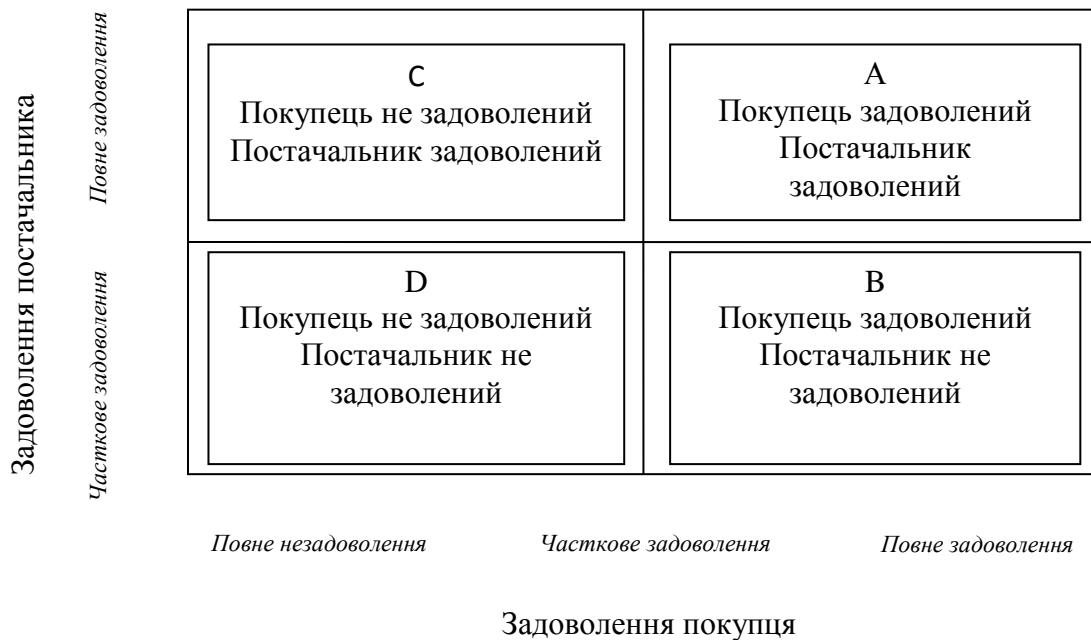 Задоволення постачальника
Повне задоволення
Часткове задоволення
С
Покупець не задоволений
Постачальник задоволений
А
Покупець задоволений
Постачальник
задоволений
D
Покупець не задоволений
Постачальник не
задоволений
В
Покупець задоволений
Постачальник не
задоволений
Повне незадоволення
Часткове задоволення
Повне задоволення
Задоволення покупця